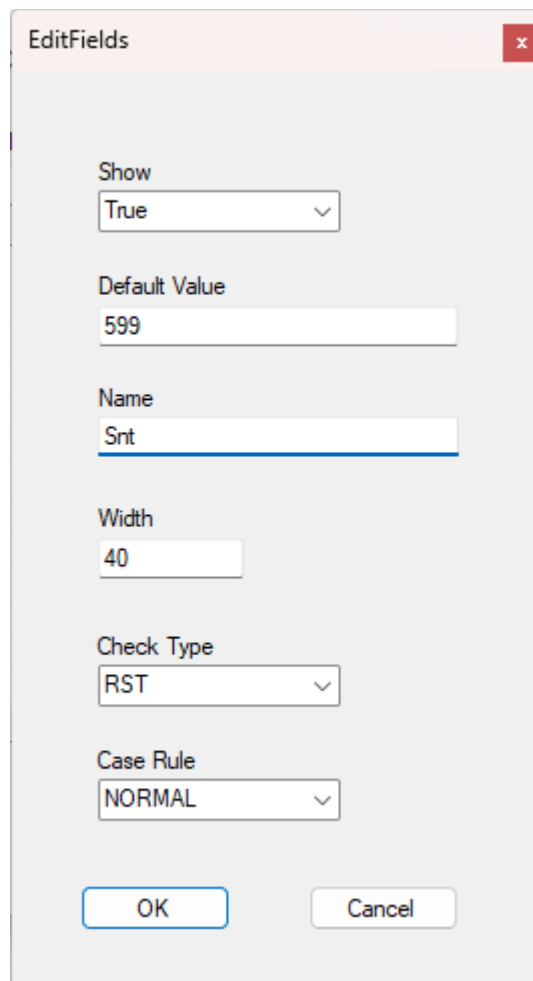 EditFields
x
Show
True
Default Value
599
Name
Snt
Width
40
Check Type
RST
Case Rule
NORMAL
OK Cancel